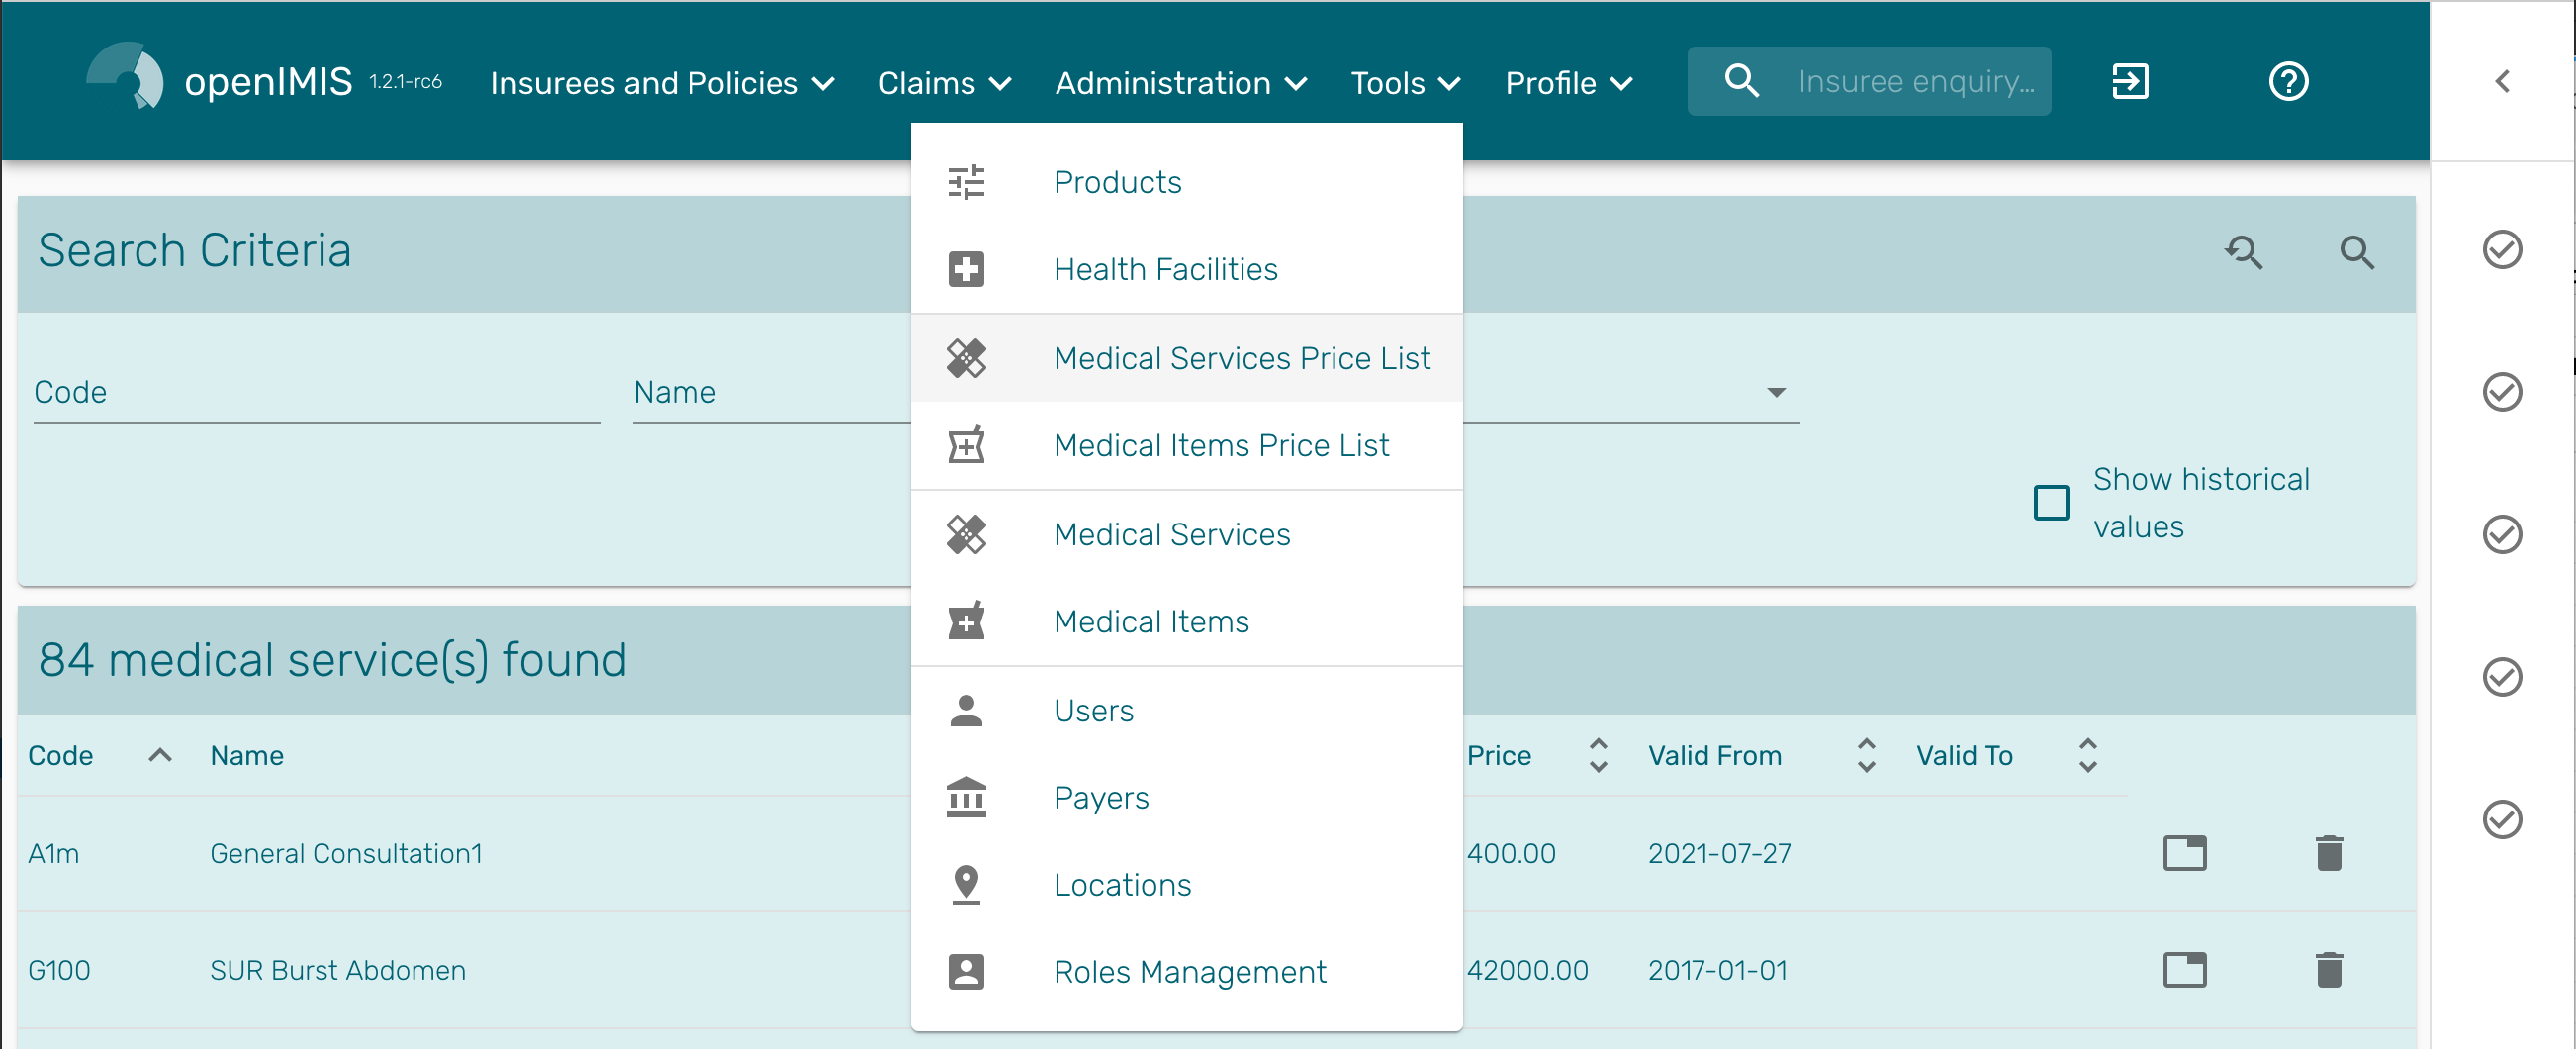 openIMIS 1.2.1-rc6 Insurees and Policies Claims Administration Tools Profile Insuree enquiry...
Products
Health Facilities
Medical Services Price List
Medical Items Price List
Medical Services
Medical Items
Users
Payers
Locations
Roles Management
Search Criteria
Code Name
Show historical
values
84 medical service(s) found
Code Name Price Valid From Valid To
A1m General Consultation1 400.00 2021-07-27
G100 SUR Burst Abdomen 42000.00 2017-01-01